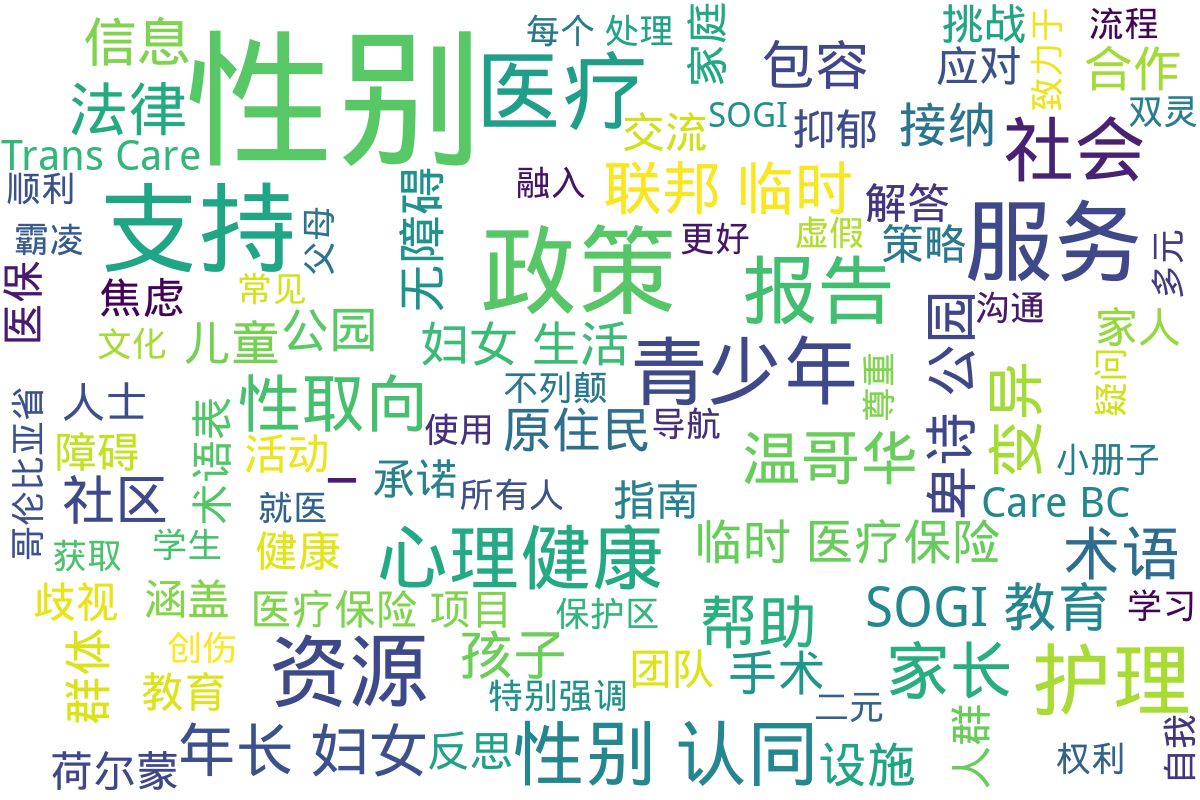 信息
性别
医疗
每个
处理
家庭
包容
挑战
应对
致力于
流程
合作
双灵
法律
Trans Care
交流
SOGI
抑郁
接纳
社会
顺利
霸凌
支持
父母
无障碍
融入
联邦 临时
解答
更好
虚假
策略
服务
多元
医保
焦虑
常见
政策
报告
沟通
文化
儿童
公园
妇女 生活
青少年
尊重
卑诗 公园
变异
家人
疑问
哥伦比亚省
人士
术语表
性取向
不列颠
使用
原住民
导航
温哥华
障碍
活动
一
承诺
所有人
指南
小册子
Care BC
社区
就医
获取
学生
健康
心理健康
临时 医疗保险
术语
歧视
涵盖
医疗保险 项目
保护区
帮助
SOGI 教育
学习
群体
创伤
教育
资源
孩子
特别强调
团队
手术
二元
家长
护理
荷尔蒙
年长 妇女
反思
性别 认同
设施
人群
权利
自我